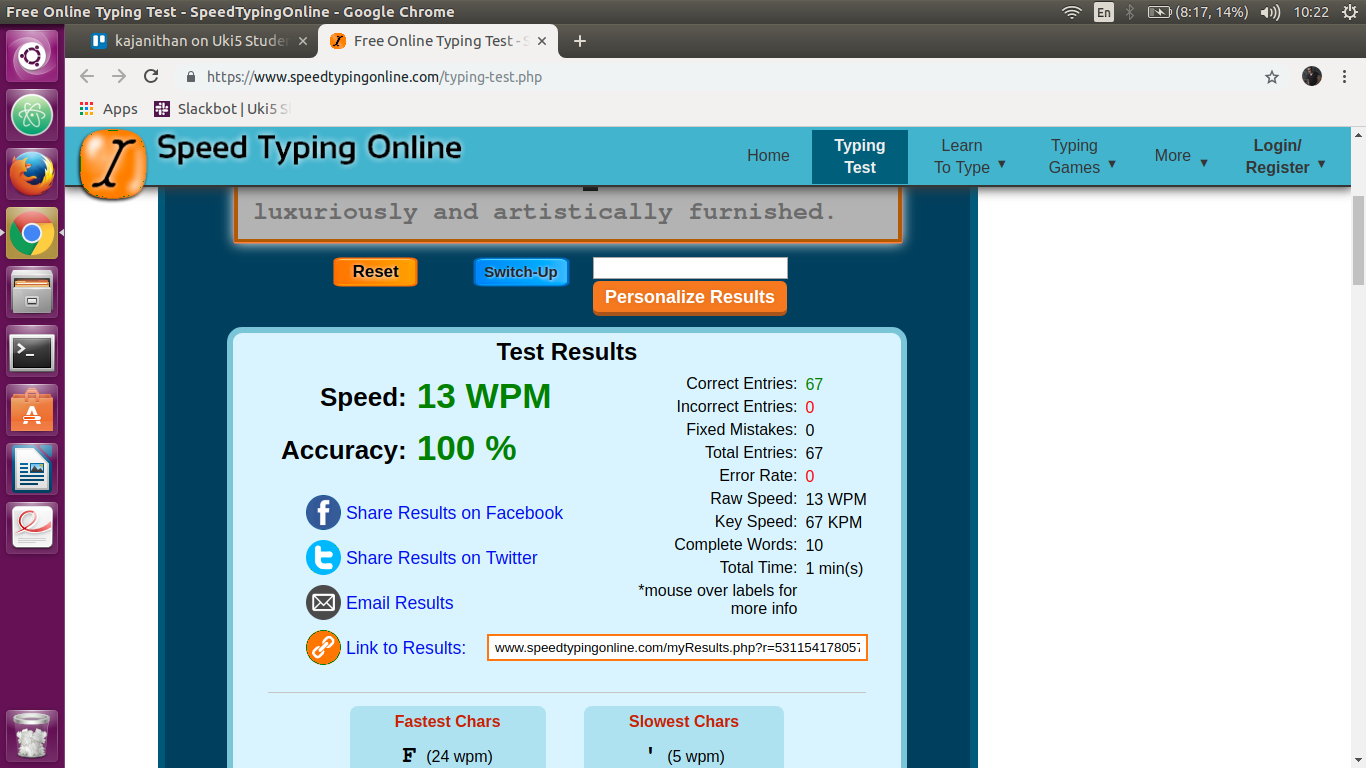 Free Online Typing Test - SpeedTypingOnline - Google Chrome
En
(8:17, 14%)
10:22
kajanithan on Uki5 Stude
Free Online Typing Test - S
https://www.speedtypingonline.com/typing-test.php
Apps
Slackbot | Uki5 S
Speed Typing Online
Home
Typing Test
Learn To Type ▼
Typing Games ▼
More ▼
Login/ Register ▼
luxuriously and artistically furnished.
Reset
Switch-Up
Personalize Results
Test Results
Speed: 13 WPM
Accuracy: 100 %
Share Results on Facebook
Share Results on Twitter
Email Results
Link to Results: www.speedtypingonline.com/myResults.php?r=531154178057
Correct Entries: 67
Incorrect Entries: 0
Fixed Mistakes: 0
Total Entries: 67
Error Rate: 0
Raw Speed: 13 WPM
Key Speed: 67 KPM
Complete Words: 10
Total Time: 1 min(s)
*mouse over labels for
more info
Fastest Chars
F (24 wpm)
Slowest Chars
' (5 wpm)